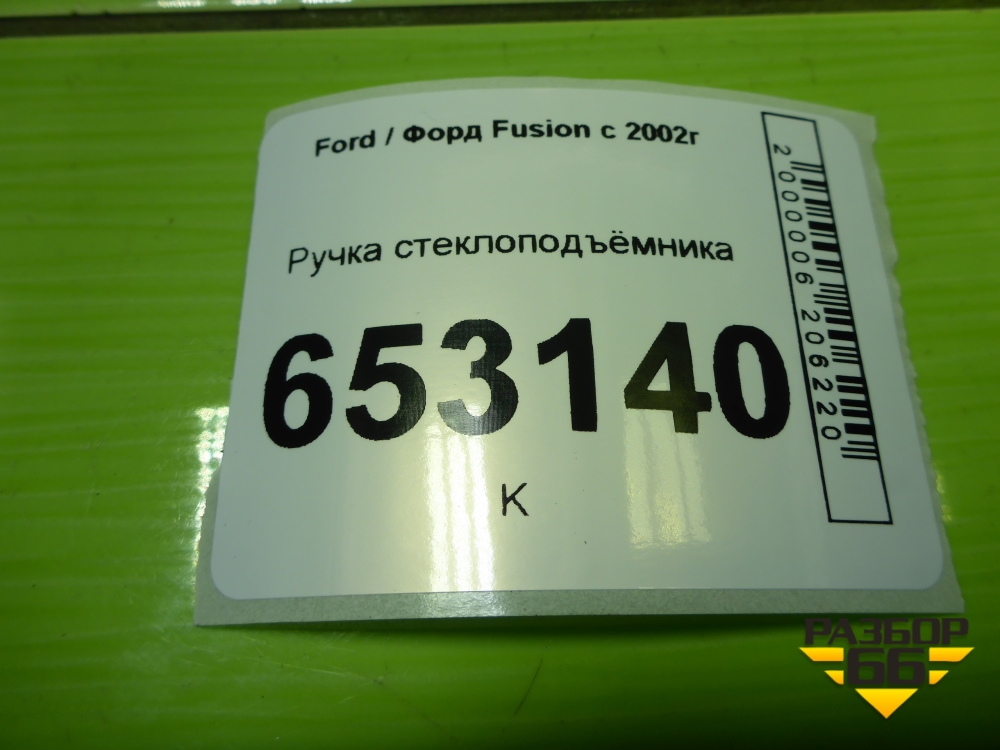 Ford / Форд Fusion с 2002г
Ручка стеклоподъёмника
653140
К
2000006206220
РАЗБОР
66